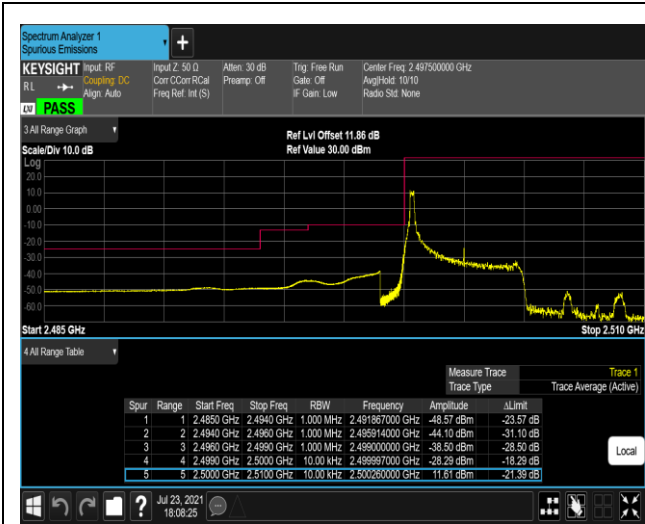 Spectrum Analyzer 1
Spurious Emissions
KEYSIGHT Input: RF Input Z: 50 Ω Atten: 30 dB Trig: Free Run Center Freq: 2.497500000 GHz
Coupling: DC Corr CCorr RCal Preamp: Off Gate: Off Avg|Hold: 10/10
RL Align: Auto Freq Ref: Int (S) IF Gain: Low Radio Std: None
LXI PASS
3 All Range Graph
Ref Lvl Offset 11.86 dB
Scale/Div 10.0 dB Ref Value 30.00 dBm
Log
20.0
10.0
0.00
-10.0
-20.0
-30.0
-40.0
-50.0
-60.0
Start 2.485 GHz Stop 2.510 GHz
4 All Range Table
Measure Trace Trace 1
Trace Type Trace Average (Active)
Spur Range Start Freq Stop Freq RBW Frequency Amplitude ΔLimit
1 1 2.4850 GHz 2.4940 GHz 1.000 MHz 2.491867000 GHz -48.57 dBm -23.57 dB
2 2 2.4940 GHz 2.4960 GHz 1.000 MHz 2.495914000 GHz -44.10 dBm -31.10 dB
3 3 2.4960 GHz 2.4990 GHz 1.000 MHz 2.499000000 GHz -38.50 dBm -28.50 dB
4 4 2.4990 GHz 2.5000 GHz 10.00 kHz 2.499997000 GHz -28.29 dBm -18.29 dB
5 5 2.5000 GHz 2.5100 GHz 10.00 kHz 2.500260000 GHz 11.61 dBm -21.39 dB
Local
? Jul 23, 2021
18:08:25